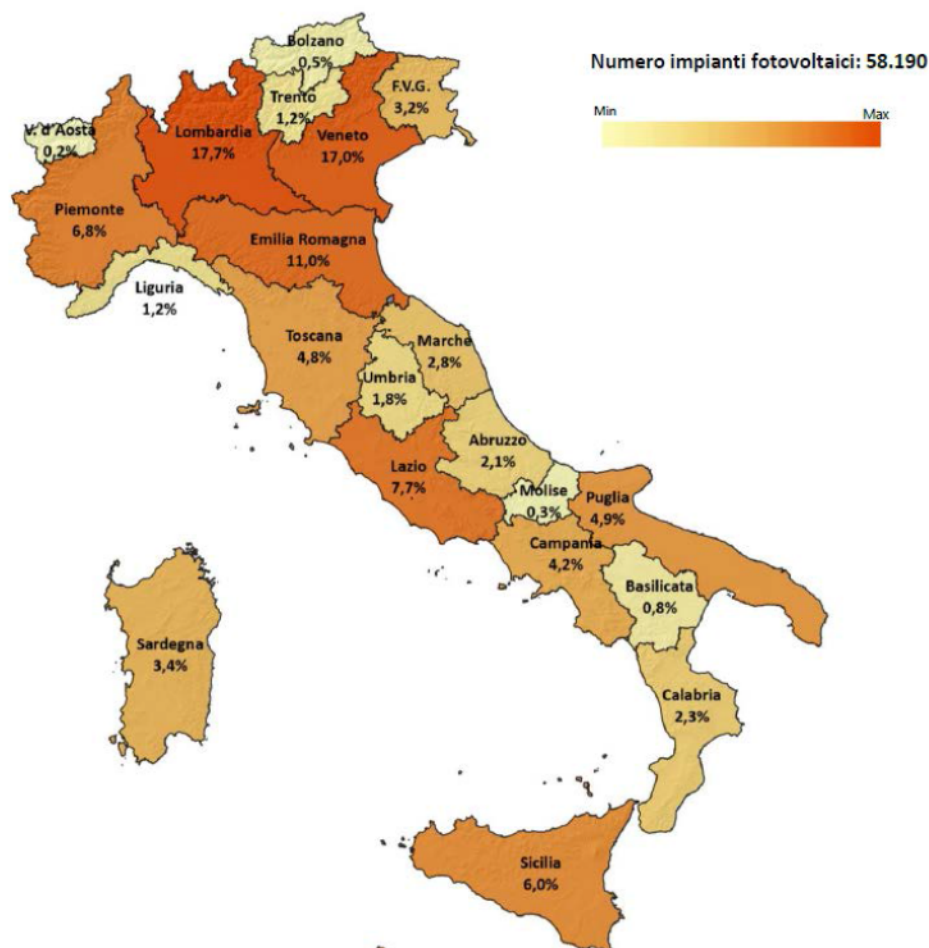 Numero impianti fotovoltaici: 58.190
Min
Max
Bolzano
0,5%
Trento
1,2%
F.V.G.
3,2%
V. d'Aosta
0,2%
Lombardia
17,7%
Veneto
17,0%
Piemonte
6,8%
Emilia Romagna
11,0%
Liguria
1,2%
Toscana
4,8%
Marche
2,8%
Umbria
1,8%
Abruzzo
2,1%
Lazio
7,7%
Molise
0,3%
Puglia
4,9%
Campania
4,2%
Basilicata
0,8%
Sardegna
3,4%
Calabria
2,3%
Sicilia
6,0%